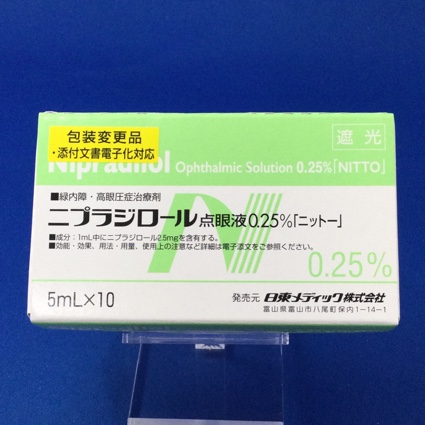 包装変更品
・添付文書電子化対応
遮光
Nipradilol Ophthalmic Solution 0.25%「NITTO」
■緑内障・高眼圧症治療剤
ニプラジロール点眼液0.25%「ニットー」
■成分:1mL中にニプラジロール2.5mgを含有する。
■効能・効果、用法・用量、使用上の注意など詳細は電子添文をご参照ください。
0.25%
5mL×10
発売元 日東メディック株式会社
富山県富山市八尾町保内1-14-1